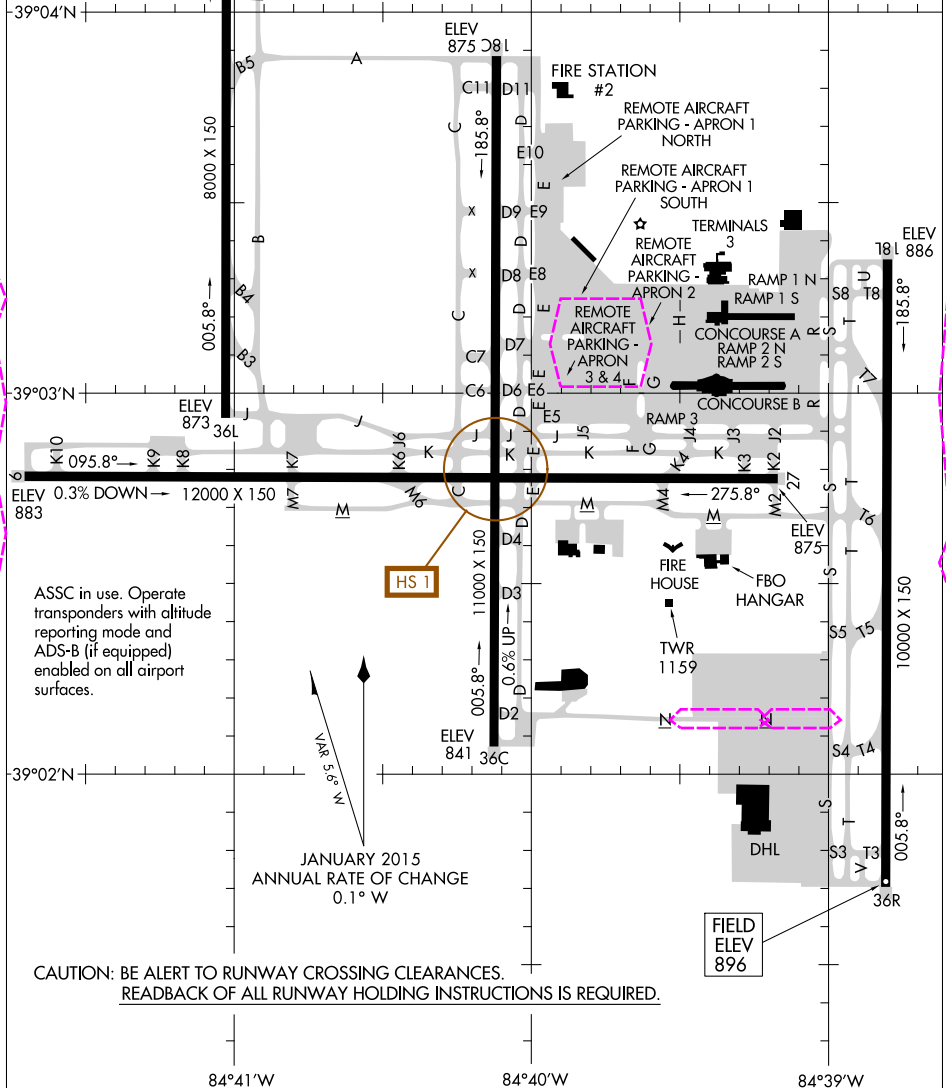 39°04'N
ELEV
875
18C
A
B5
C11
D11
FIRE STATION
#2
REMOTE AIRCRAFT
PARKING - APRON 1
NORTH
8000 X 150
185.8°
C
D
E10
E
REMOTE AIRCRAFT
PARKING - APRON 1
SOUTH
X
D9
E9
TERMINALS
3
ELEV
886
18L
B
D
REMOTE
AIRCRAFT
PARKING -
APRON 2
RAMP 1 N
RAMP 1 S
X
D8
E8
S8
T8
U
B4
005.8°
C
D
E
H
REMOTE
AIRCRAFT
PARKING -
APRON
3 & 4
CONCOURSE A
RAMP 2 N
RAMP 2 S
R
S
T
185.8°
B3
C7
D7
E
F
G
T7
39°03'N
C6
D6
E6
CONCOURSE B
R
ELEV
873
36L
J
J
D
E
E5
RAMP 3
J6
J
J
J
J5
F
G
J4
J3
J2
K10
K9
K8
K7
K6
K
K
E
K
K4
K
K3
K2
6
095.8°
27
ELEV
883
0.3% DOWN
12000 X 150
M7
M
M6
C
E
M4
275.8°
M2
S
T
M
M
D
T6
ELEV
875
D4
S
T
HS 1
11000 X 150
FIRE
HOUSE
FBO
HANGAR
10000 X 150
ASSC in use. Operate
transponders with altitude
reporting mode and
ADS-B (if equipped)
enabled on all airport
surfaces.
D3
TWR
1159
S5
T5
005.8°
0.6% UP
D
D2
N
N
ELEV
841
36C
S4
T4
39°02'N
VAR 5.6° W
S
T
005.8°
DHL
S3
T3
V
JANUARY 2015
ANNUAL RATE OF CHANGE
0.1° W
36R
FIELD
ELEV
896
CAUTION: BE ALERT TO RUNWAY CROSSING CLEARANCES.
READBACK OF ALL RUNWAY HOLDING INSTRUCTIONS IS REQUIRED.
84°41'W
84°40'W
84°39'W